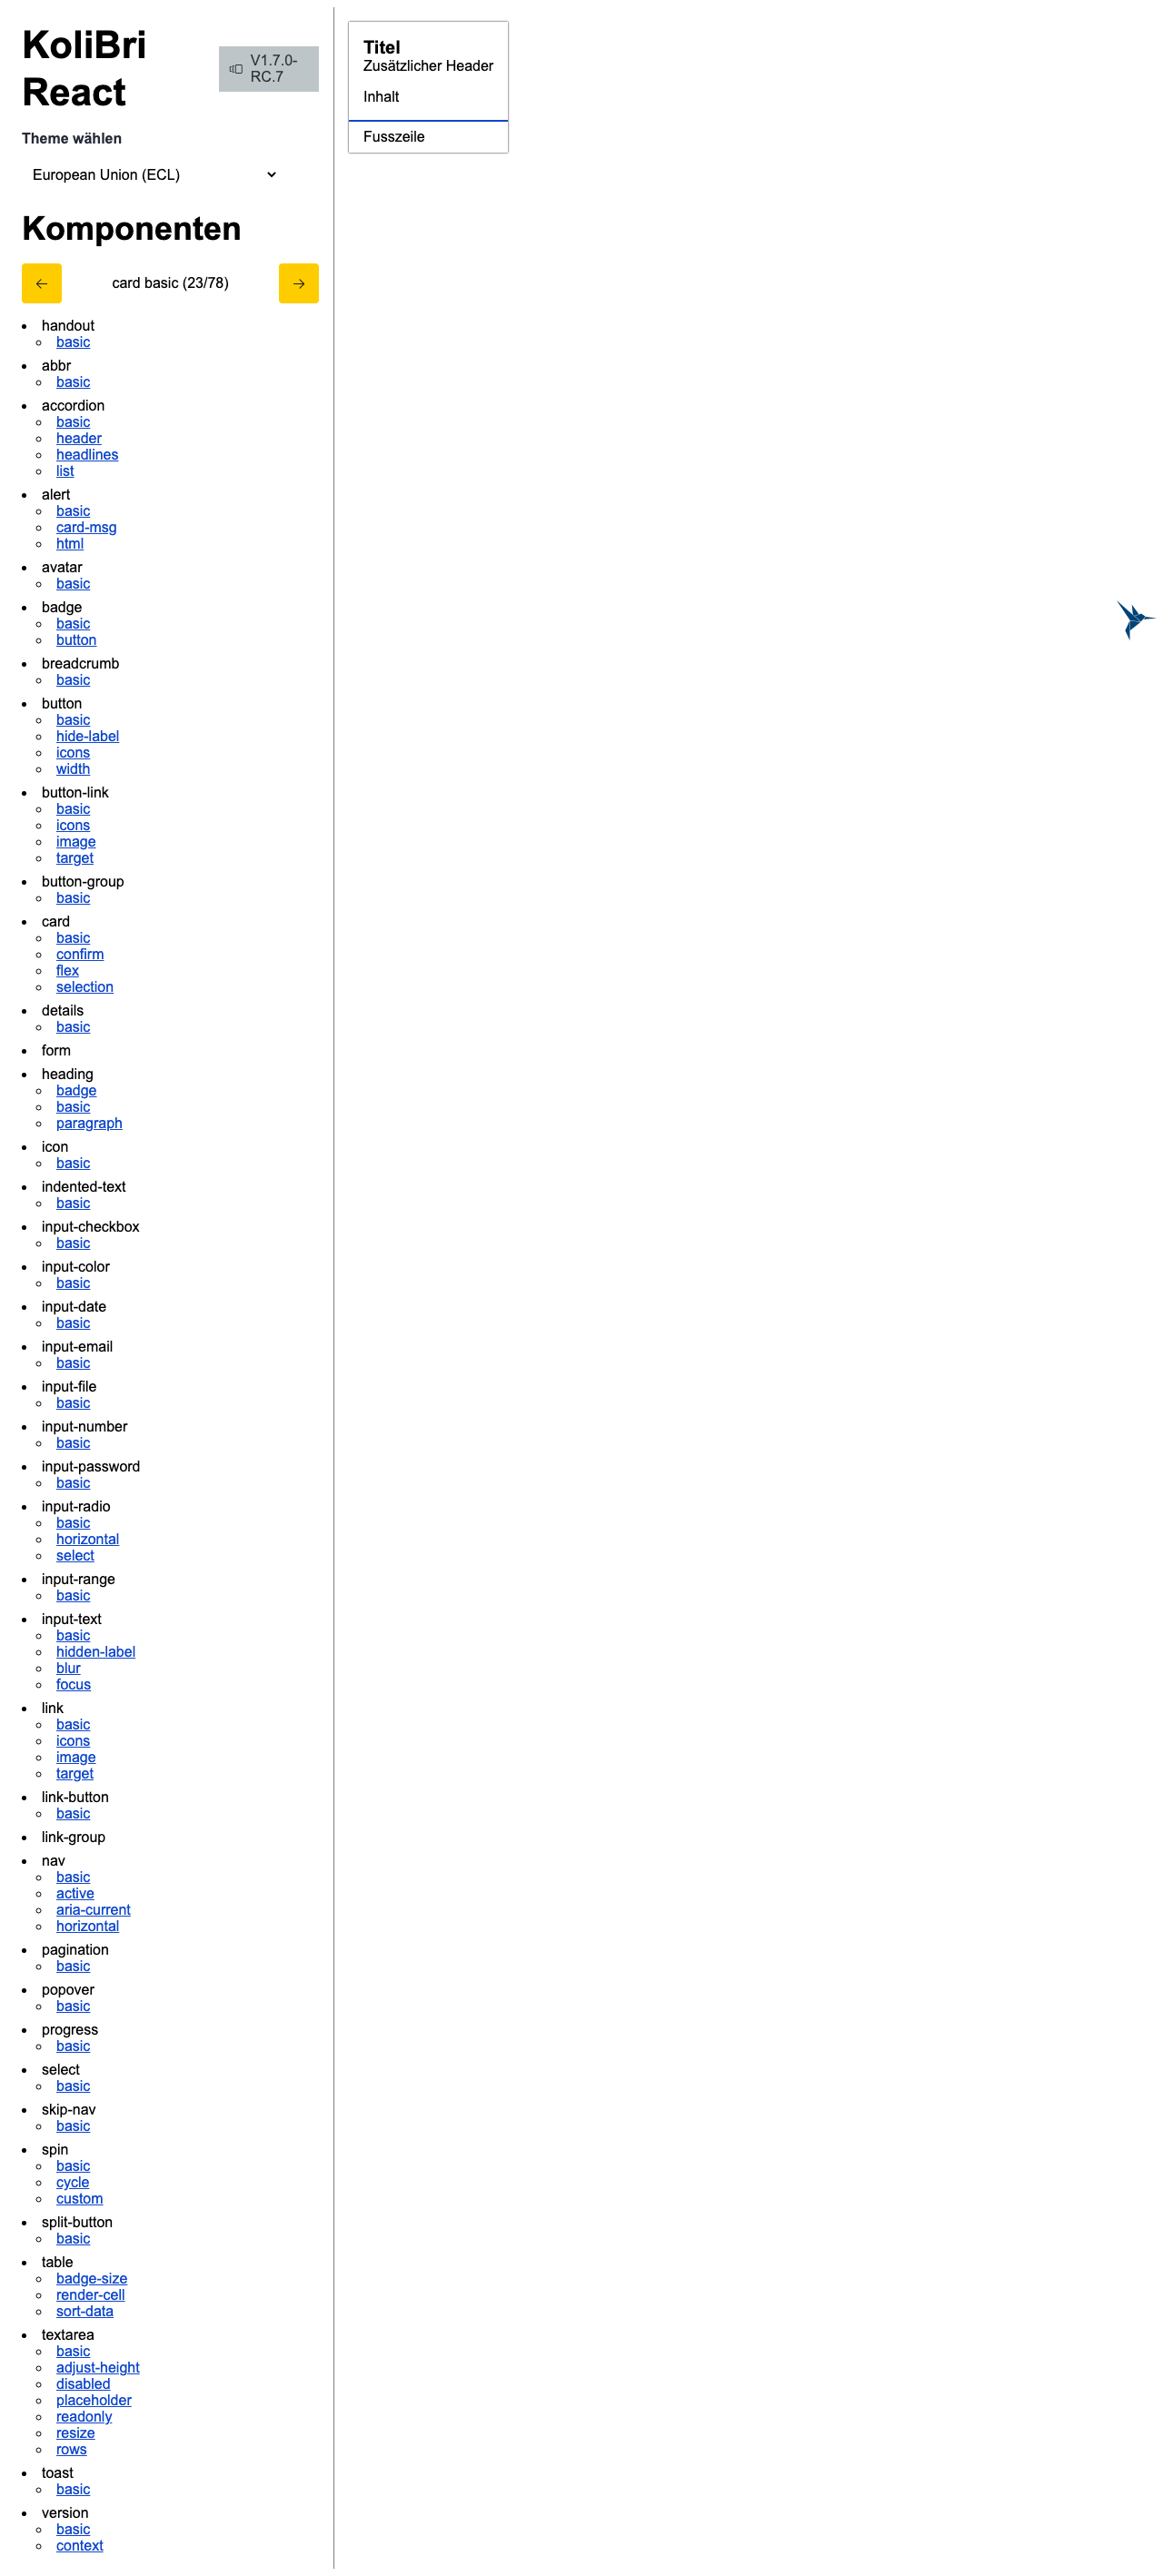 KoliBri
React
V1.7.0-
RC.7
Theme wählen
European Union (ECL)
Komponenten
card basic (23/78)
handout
basic
abbr
basic
accordion
basic
header
headlines
list
alert
basic
card-msg
html
avatar
basic
badge
basic
button
breadcrumb
basic
button
basic
hide-label
icons
width
button-link
basic
icons
image
target
button-group
basic
card
basic
confirm
flex
selection
details
basic
form
heading
badge
basic
paragraph
icon
basic
indented-text
basic
input-checkbox
basic
input-color
basic
input-date
basic
input-email
basic
input-file
basic
input-number
basic
input-password
basic
input-radio
basic
horizontal
select
input-range
basic
input-text
basic
hidden-label
blur
focus
link
basic
icons
image
target
link-button
basic
link-group
nav
basic
active
aria-current
horizontal
pagination
basic
popover
basic
progress
basic
select
basic
skip-nav
basic
spin
basic
cycle
custom
split-button
basic
table
badge-size
render-cell
sort-data
textarea
basic
adjust-height
disabled
placeholder
readonly
resize
rows
toast
basic
version
basic
context
Titel
Zusätzlicher Header
Inhalt
Fusszeile